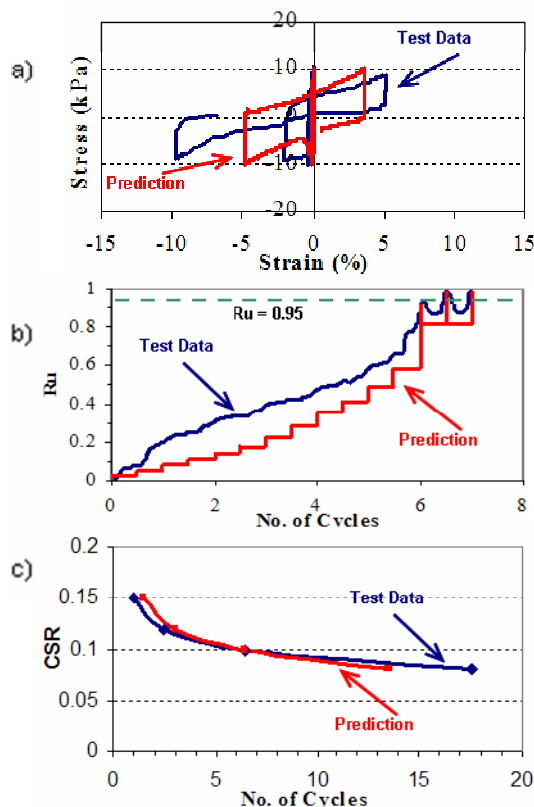 a)
Stress (kPa)
20
10
0
-10
-20
Test Data
Prediction
-15 -10 -5 0 5 10 15
Strain (%)
b)
Ru
1
0.8
0.6
0.4
0.2
0
Ru = 0.95
Test Data
Prediction
0 2 4 6 8
No. of Cycles
c)
CSR
0.2
0.15
0.1
0.05
0
Test Data
Prediction
0 5 10 15 20
No. of Cycles